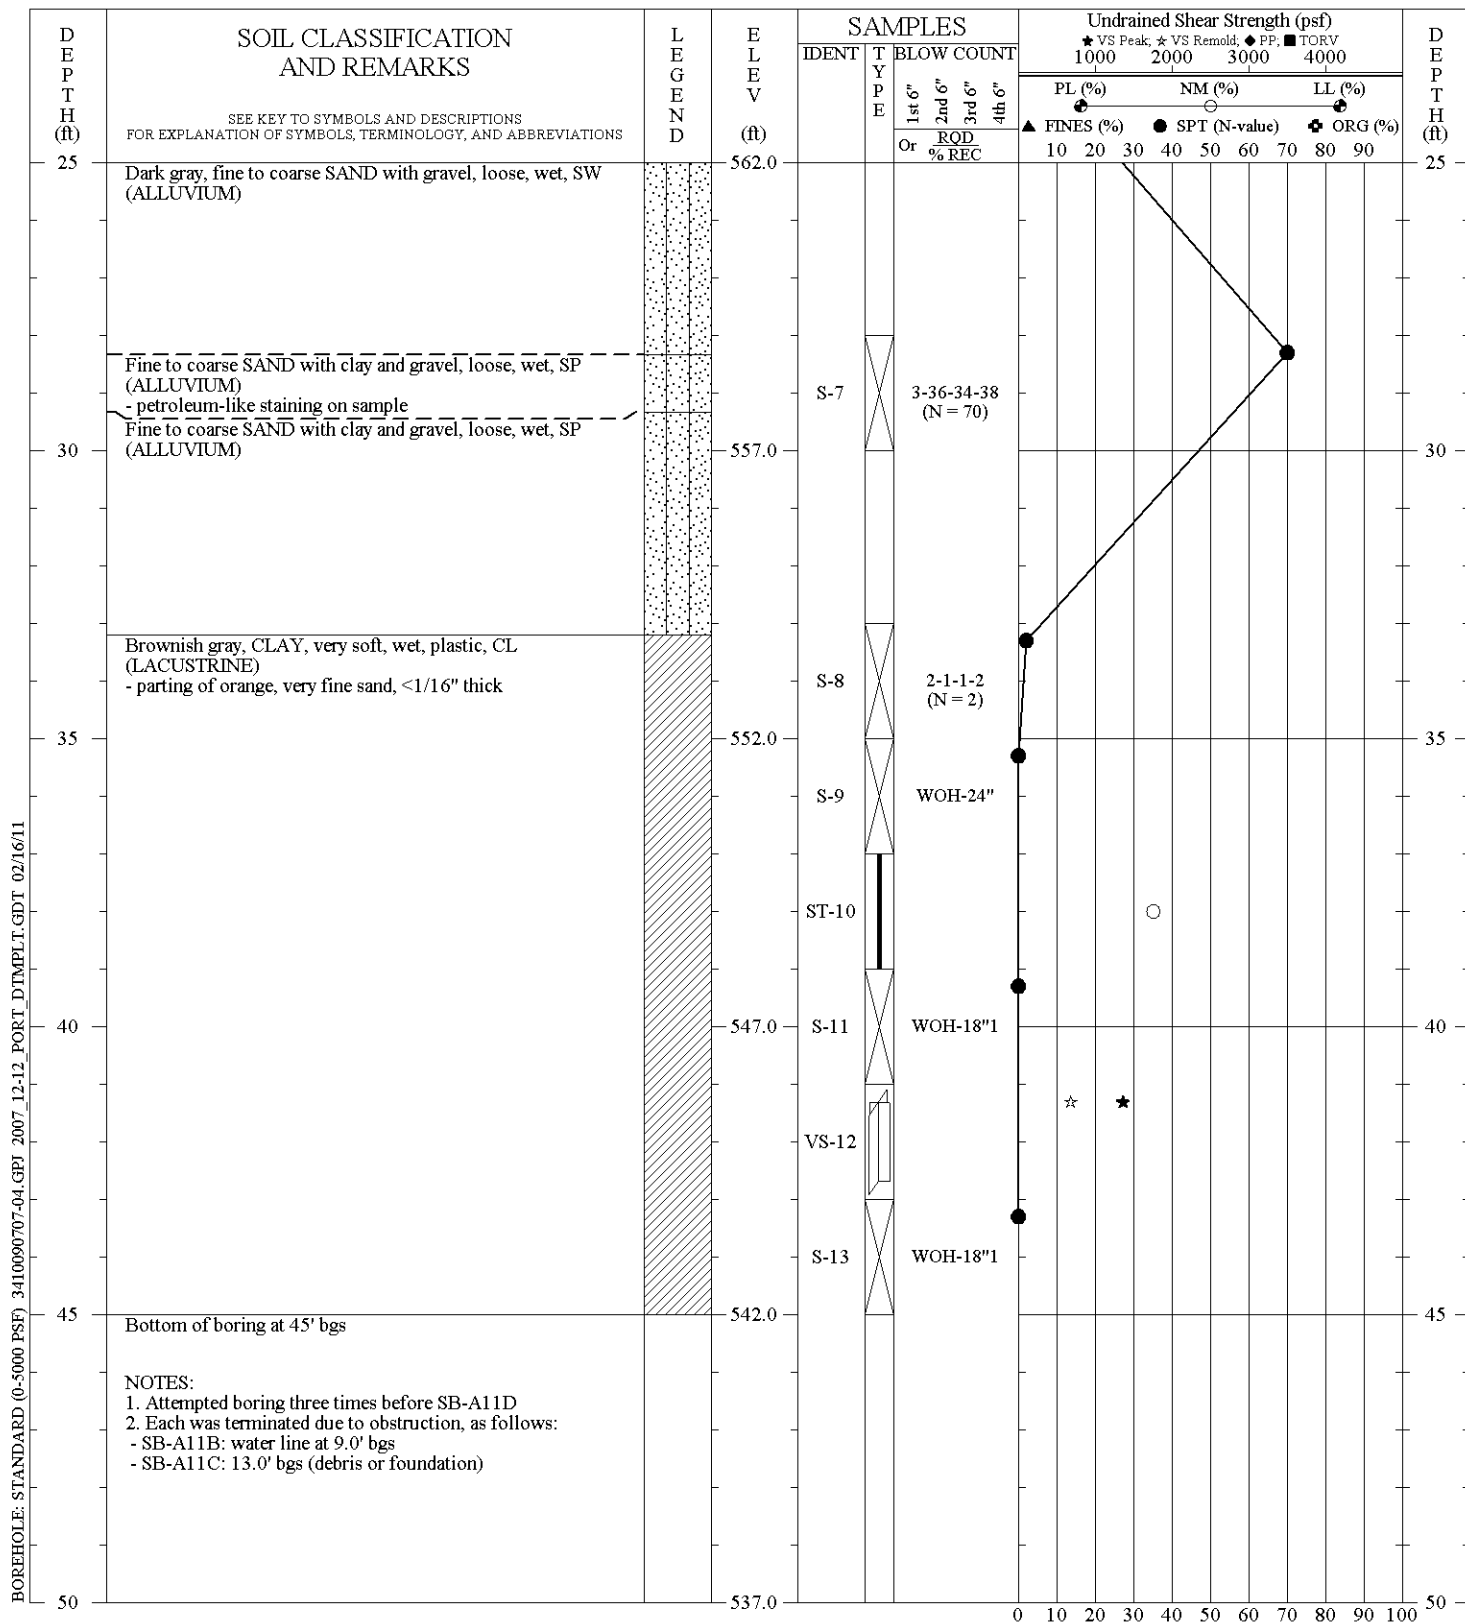 DEPTH
(ft)
SOIL CLASSIFICATION
AND REMARKS
SEE KEY TO SYMBOLS AND DESCRIPTIONS
FOR EXPLANATION OF SYMBOLS, TERMINOLOGY, AND ABBREVIATIONS
LEGEND
ELEV
(ft)
SAMPLES
IDENT
TYPE
BLOW COUNT
1st 6"
2nd 6"
3rd 6"
4th 6"
Or RQD
% REC
Undrained Shear Strength (psf)
★ VS Peak; ☆ VS Remold; ◆ PP; ■ TORV
1000 2000 3000 4000
PL (%) NM (%) LL (%)
▲ FINES (%) ● SPT (N-value) ✚ ORG (%)
10 20 30 40 50 60 70 80 90
DEPTH
(ft)
25
562.0
25
Dark gray, fine to coarse SAND with gravel, loose, wet, SW
(ALLUVIUM)
Fine to coarse SAND with clay and gravel, loose, wet, SP
(ALLUVIUM)
- petroleum-like staining on sample
S-7
3-36-34-38
(N = 70)
Fine to coarse SAND with clay and gravel, loose, wet, SP
(ALLUVIUM)
30
557.0
30
Brownish gray, CLAY, very soft, wet, plastic, CL
(LACUSTRINE)
- parting of orange, very fine sand, <1/16" thick
S-8
2-1-1-2
(N = 2)
35
552.0
35
S-9
WOH-24"
ST-10
40
547.0
S-11
WOH-18"1
40
VS-12
S-13
WOH-18"1
45
542.0
45
Bottom of boring at 45' bgs
NOTES:
1. Attempted boring three times before SB-A11D
2. Each was terminated due to obstruction, as follows:
- SB-A11B: water line at 9.0' bgs
- SB-A11C: 13.0' bgs (debris or foundation)
50
537.0
50
0 10 20 30 40 50 60 70 80 90 100
BOREHOLE: STANDARD (0-5000 PSF) 3410090707-04.GPJ 2007_12-12_PORT_DTMPLT.GDT 02/16/11